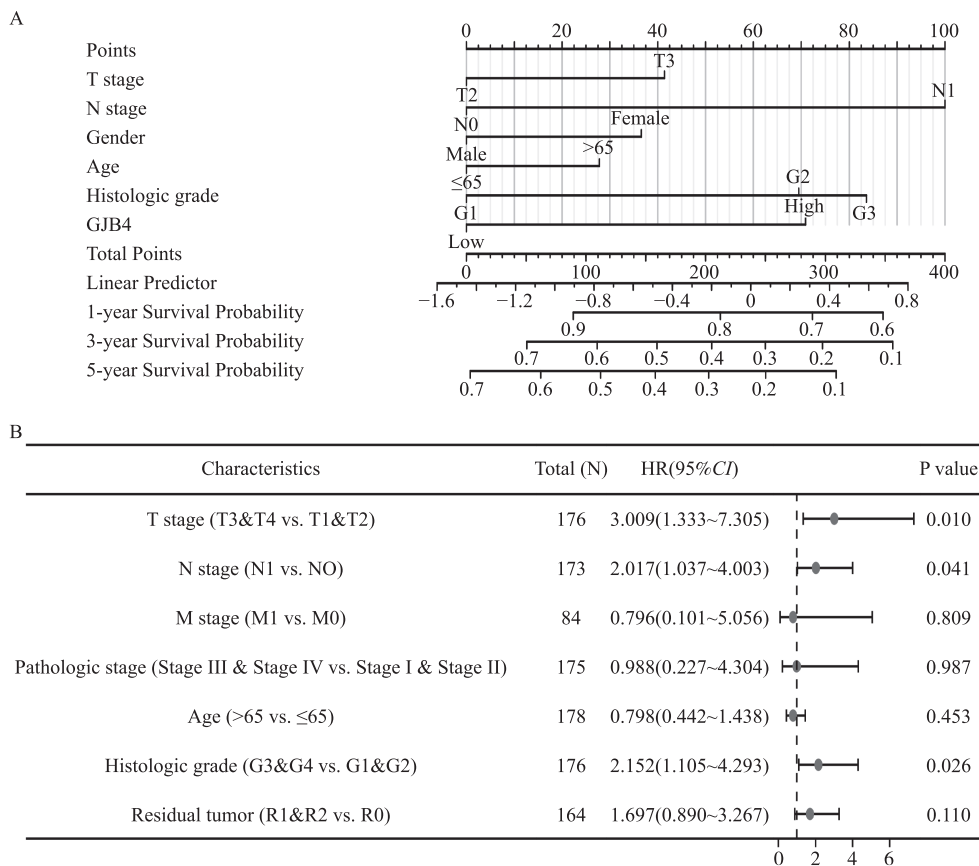 A
0 20 40 60 80 100
Points
T3
T stage
T2 N1
N stage
N0 Female
Gender
Male >65
Age
≤65 G2
Histologic grade
G1 High G3
GJB4
Low
Total Points
0 100 200 300 400
Linear Predictor
−1.6 −1.2 −0.8 −0.4 0 0.4 0.8
1-year Survival Probability
0.9 0.8 0.7 0.6
3-year Survival Probability
0.7 0.6 0.5 0.4 0.3 0.2 0.1
5-year Survival Probability
0.7 0.6 0.5 0.4 0.3 0.2 0.1
B
Characteristics Total (N) HR(95%CI) P value
T stage (T3&T4 vs. T1&T2) 176 3.009(1.333~7.305) 0.010
N stage (N1 vs. NO) 173 2.017(1.037~4.003) 0.041
M stage (M1 vs. M0) 84 0.796(0.101~5.056) 0.809
Pathologic stage (Stage III & Stage IV vs. Stage I & Stage II) 175 0.988(0.227~4.304) 0.987
Age (>65 vs. ≤65) 178 0.798(0.442~1.438) 0.453
Histologic grade (G3&G4 vs. G1&G2) 176 2.152(1.105~4.293) 0.026
Residual tumor (R1&R2 vs. R0) 164 1.697(0.890~3.267) 0.110
0 2 4 6